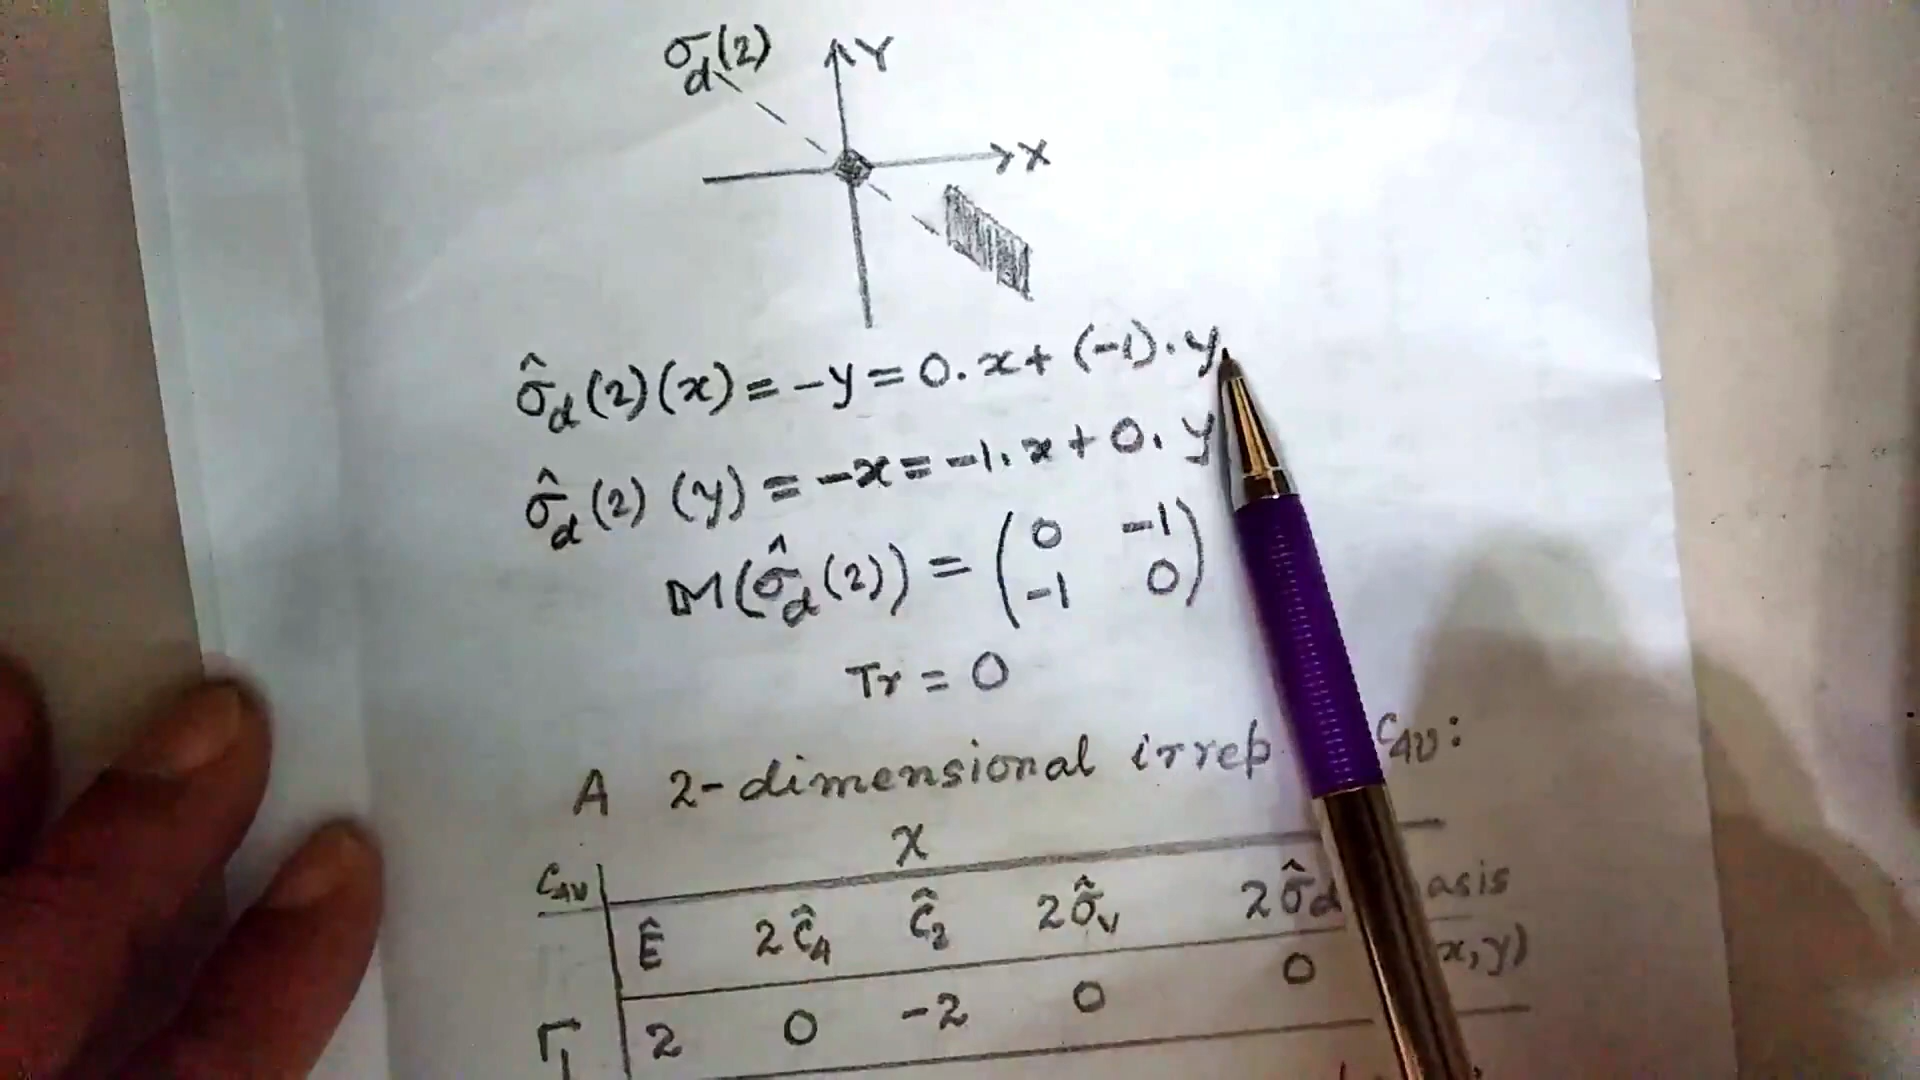 σd(2)
Y
X
σ̂d(2)(x) = -y = 0.x + (-1).y
σ̂d(2) (y) = -x = -1.x + 0.y
M(σ̂d(2)) = (0 -1
-1 0)
Tr = 0
A 2-dimensional irrep. C4v:
χ
C4v Ê 2Ĉ4 Ĉ2 2σ̂v 2σ̂d asis
Γ1 2 0 -2 0 0 x,y)